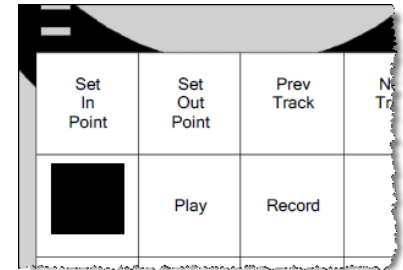 Set
In
Point
Set
Out
Point
Prev
Track
Play
Record